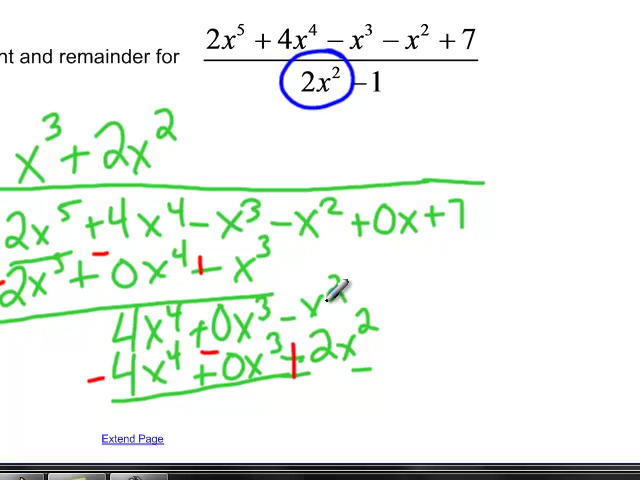 2x⁵ + 4x⁴ − x³ − x² + 7
nt and remainder for
2x² − 1
x³ + 2x²
2x⁵ + 4x⁴ − x³ − x² + 0x + 7
2x⁵ + 0x⁴ − x³
4x⁴ + 0x³ − x²
4x⁴ + 0x³ − 2x²
Extend Page